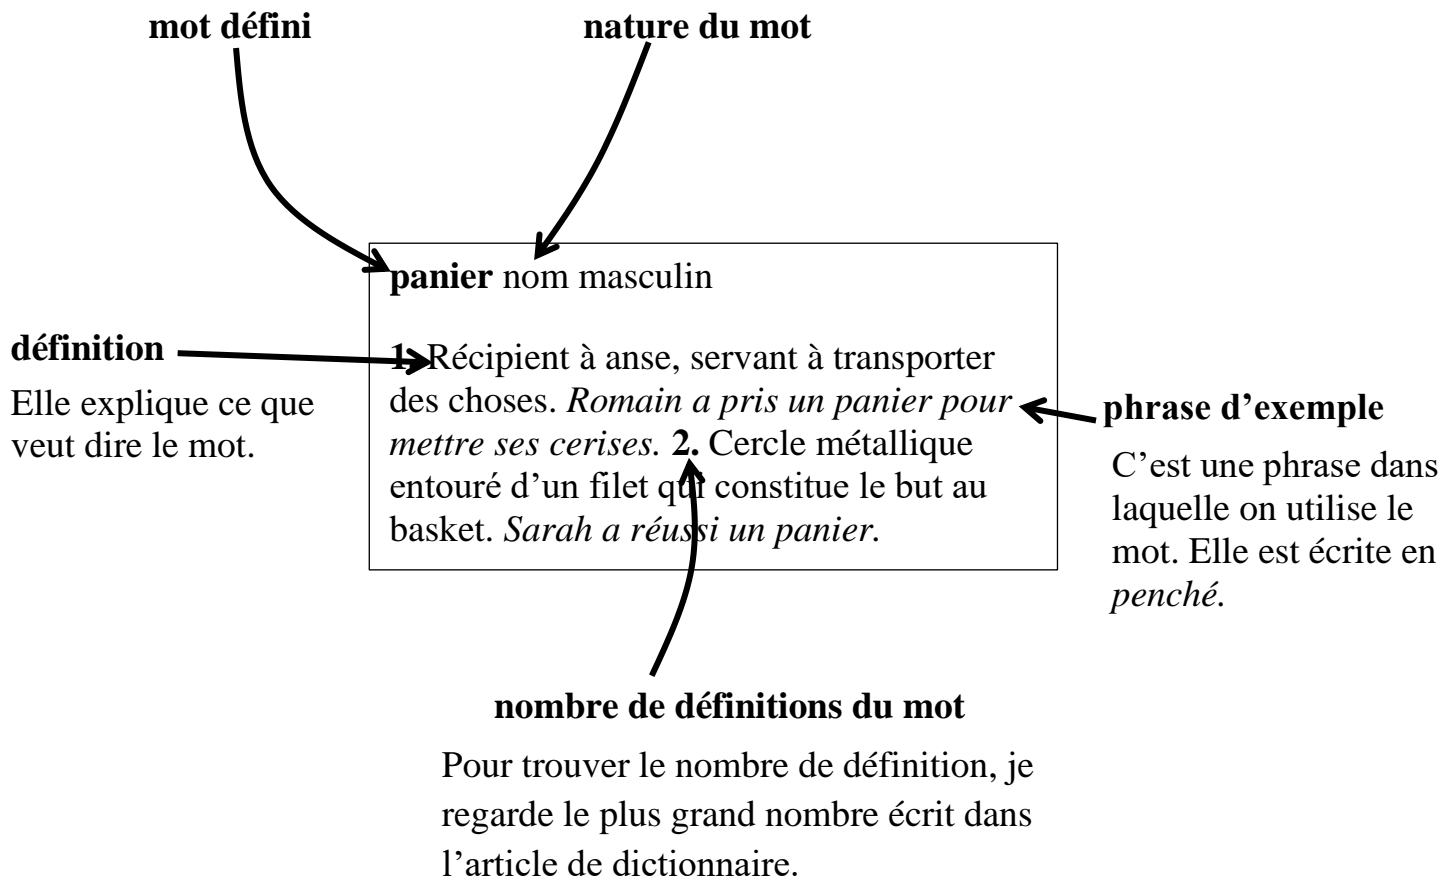 mot défini
nature du mot
panier nom masculin
1. Récipient à anse, servant à transporter
des choses. Romain a pris un panier pour
mettre ses cerises. 2. Cercle métallique
entouré d’un filet qui constitue le but au
basket. Sarah a réussi un panier.
définition
Elle explique ce que
veut dire le mot.
phrase d’exemple
C’est une phrase dans
laquelle on utilise le
mot. Elle est écrite en
penché.
nombre de définitions du mot
Pour trouver le nombre de définition, je
regarde le plus grand nombre écrit dans
l’article de dictionnaire.